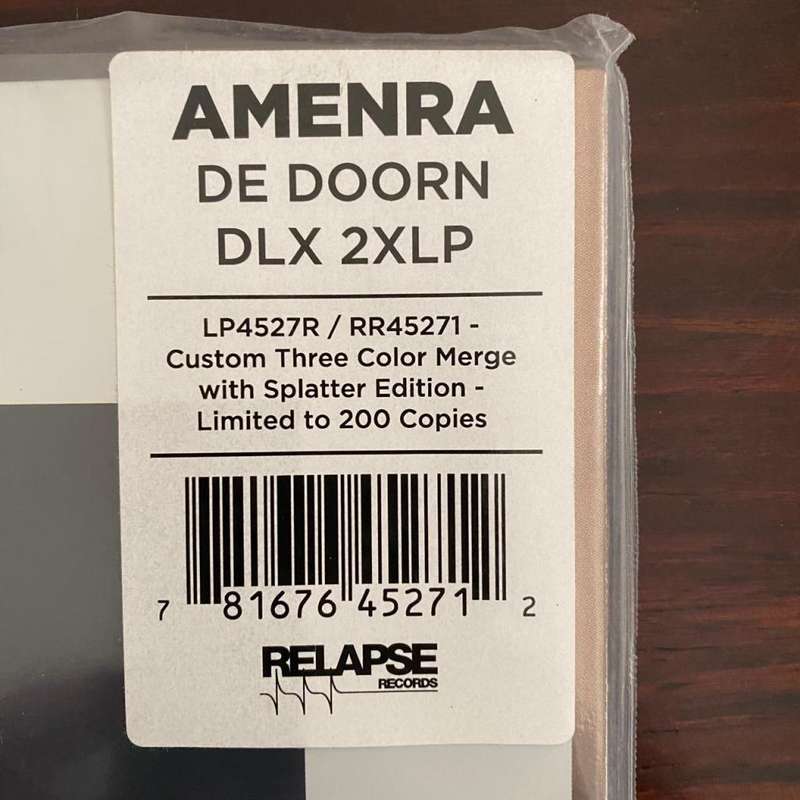 AMENRA
DE DOORN
DLX 2XLP
LP4527R / RR45271 -
Custom Three Color Merge
with Splatter Edition -
Limited to 200 Copies
7 81676 45271 2
RELAPSE
RECORDS